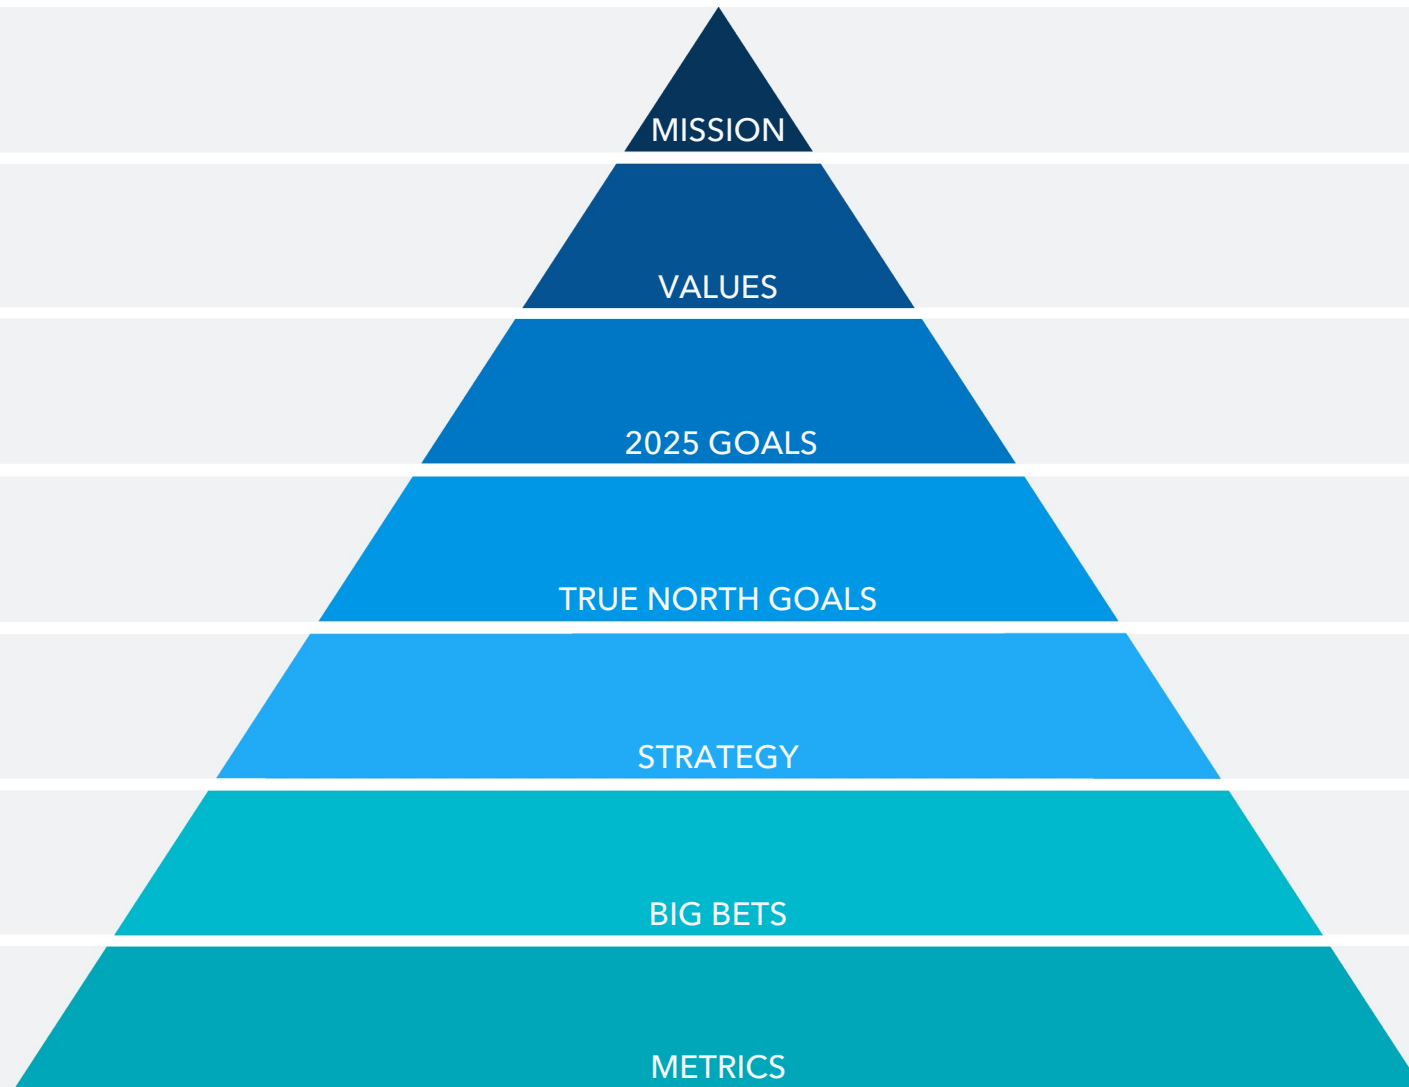 MISSION
VALUES
2025 GOALS
TRUE NORTH GOALS
STRATEGY
BIG BETS
METRICS